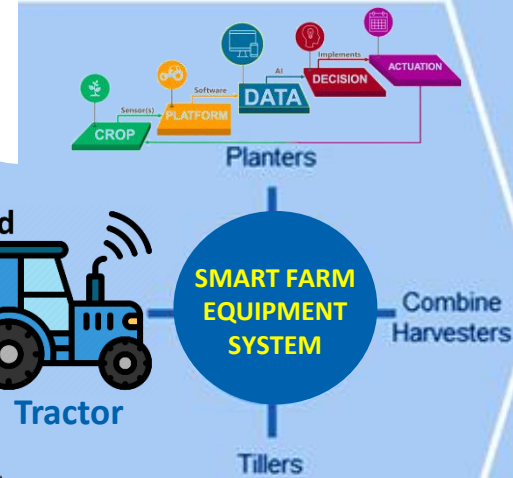 Implements
ACTUATION
AI
DECISION
Software
DATA
Sensor(s)
PLATFORM
CROP
Planters
d
SMART FARM
EQUIPMENT
SYSTEM
Combine
Harvesters
Tractor
Tillers